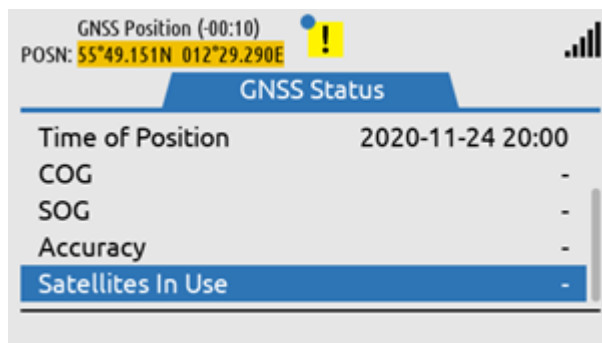 GNSS Position (-00:10)
POSN: 55°49.151N 012°29.290E
!
GNSS Status
Time of Position 2020-11-24 20:00
COG -
SOG -
Accuracy -
Satellites In Use -